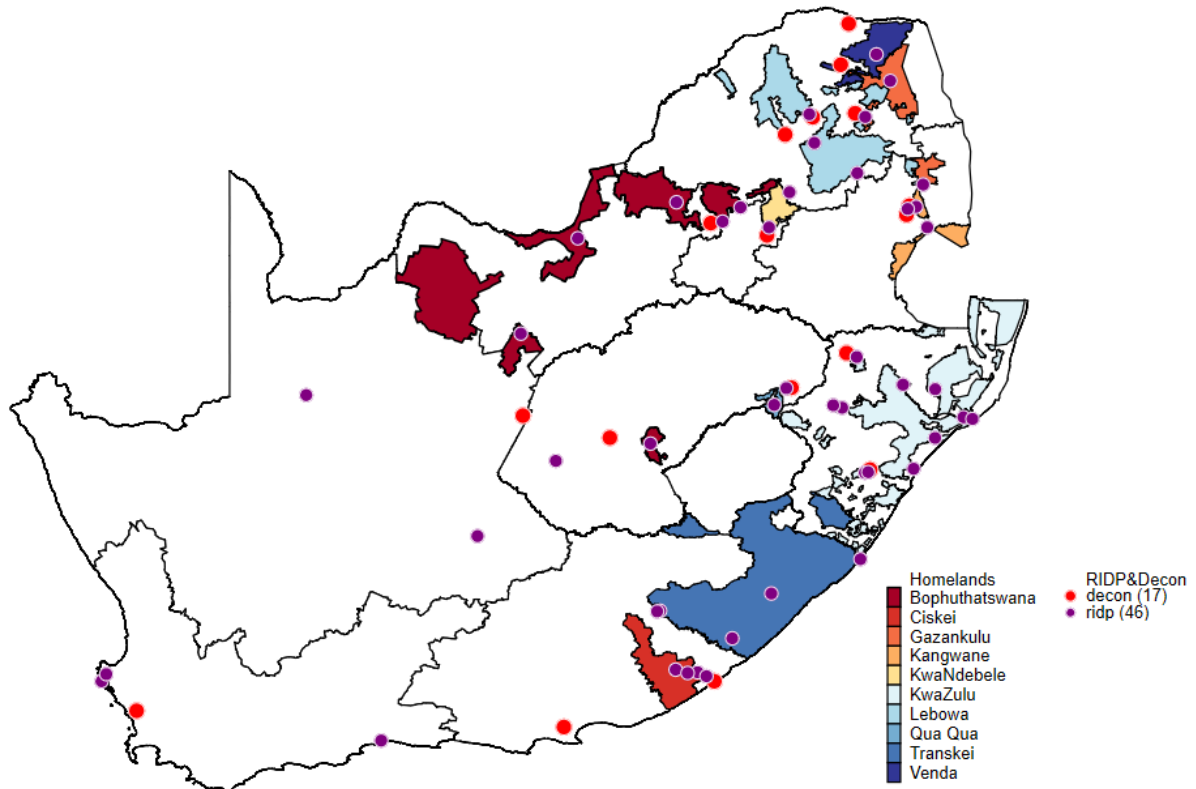 Homelands
Bophuthatswana
Ciskei
Gazankulu
Kangwane
KwaNdebele
KwaZulu
Lebowa
Qua Qua
Transkei
Venda
RIDP&Decon
decon (17)
ridp (46)